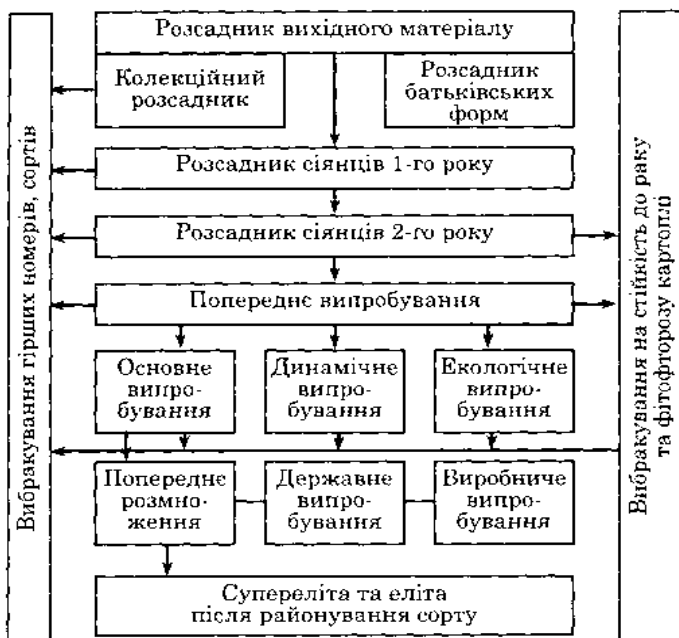 Розсадник вихідного матеріалу
Колекційний
розсадник
Розсадник
батьківських
форм
Розсадник сіянців 1-го року
Розсадник сіянців 2-го року
Попереднє випробування
Основне
випро-
бування
Динамічне
випро-
бування
Екологічне
випро-
бування
Попереднє
розмно-
ження
Державне
випро-
бування
Виробниче
випро-
бування
Супереліта та еліта
після районування сорту
Вибракування гірших номерів, сортів
Вибракування на стійкість до раку
та фітофторозу картоплі